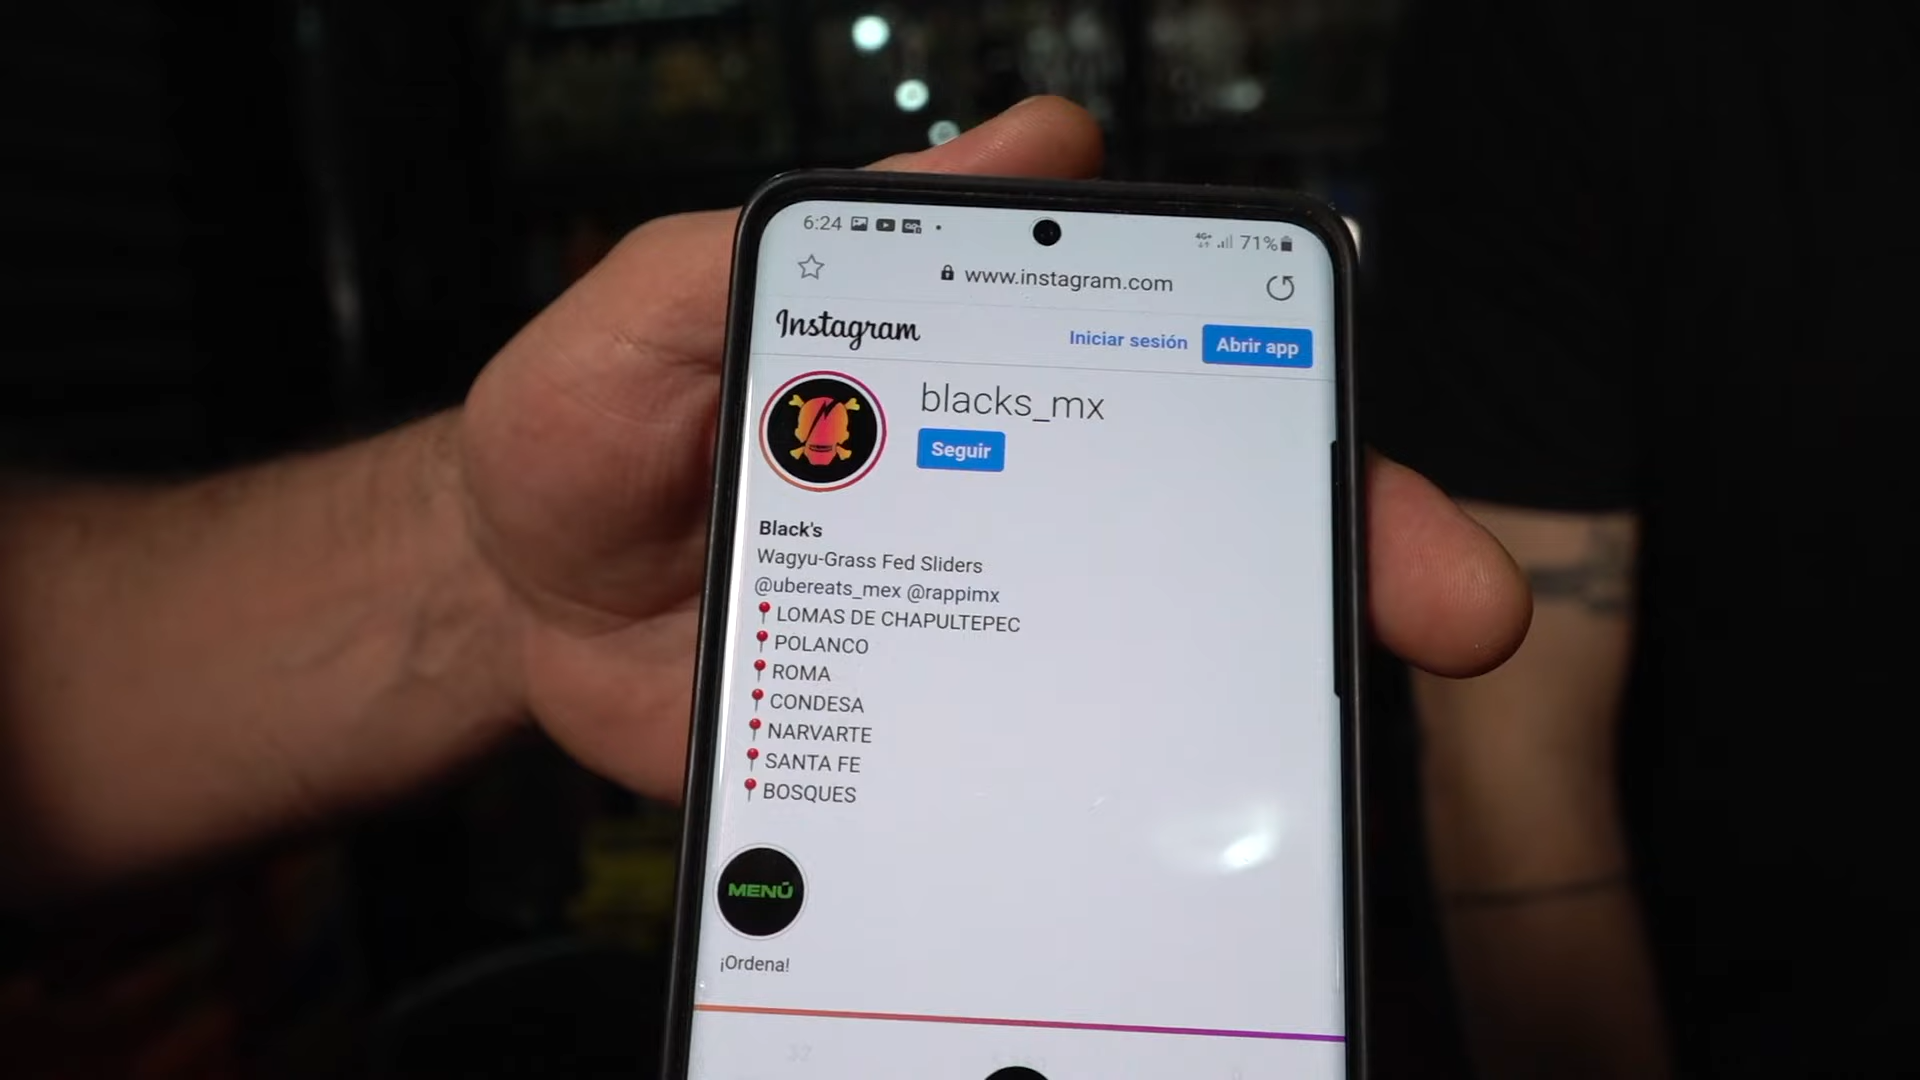 6:24
4G+ 71%
www.instagram.com
Instagram Iniciar sesión Abrir app
blacks_mx
Seguir
Black's
Wagyu-Grass Fed Sliders
@ubereats_mex @rappimx
📍LOMAS DE CHAPULTEPEC
📍POLANCO
📍ROMA
📍CONDESA
📍NARVARTE
📍SANTA FE
📍BOSQUES
MENÚ
¡Ordena!